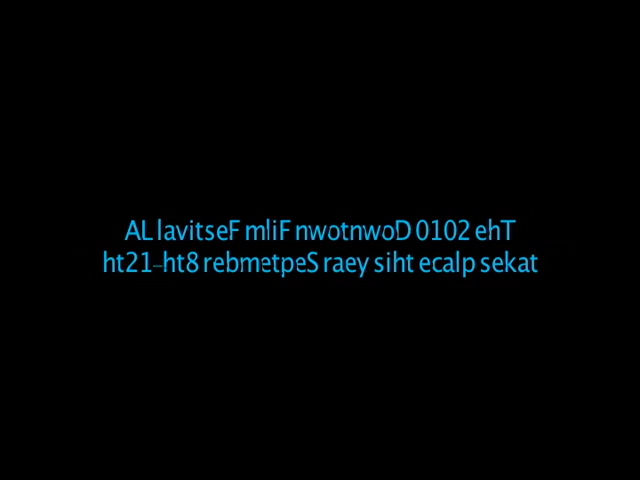 AL lavitseF mliF nwotnwoD 0102 ehT
ht21-ht8 rebmetpeS raey siht ecalp sekat